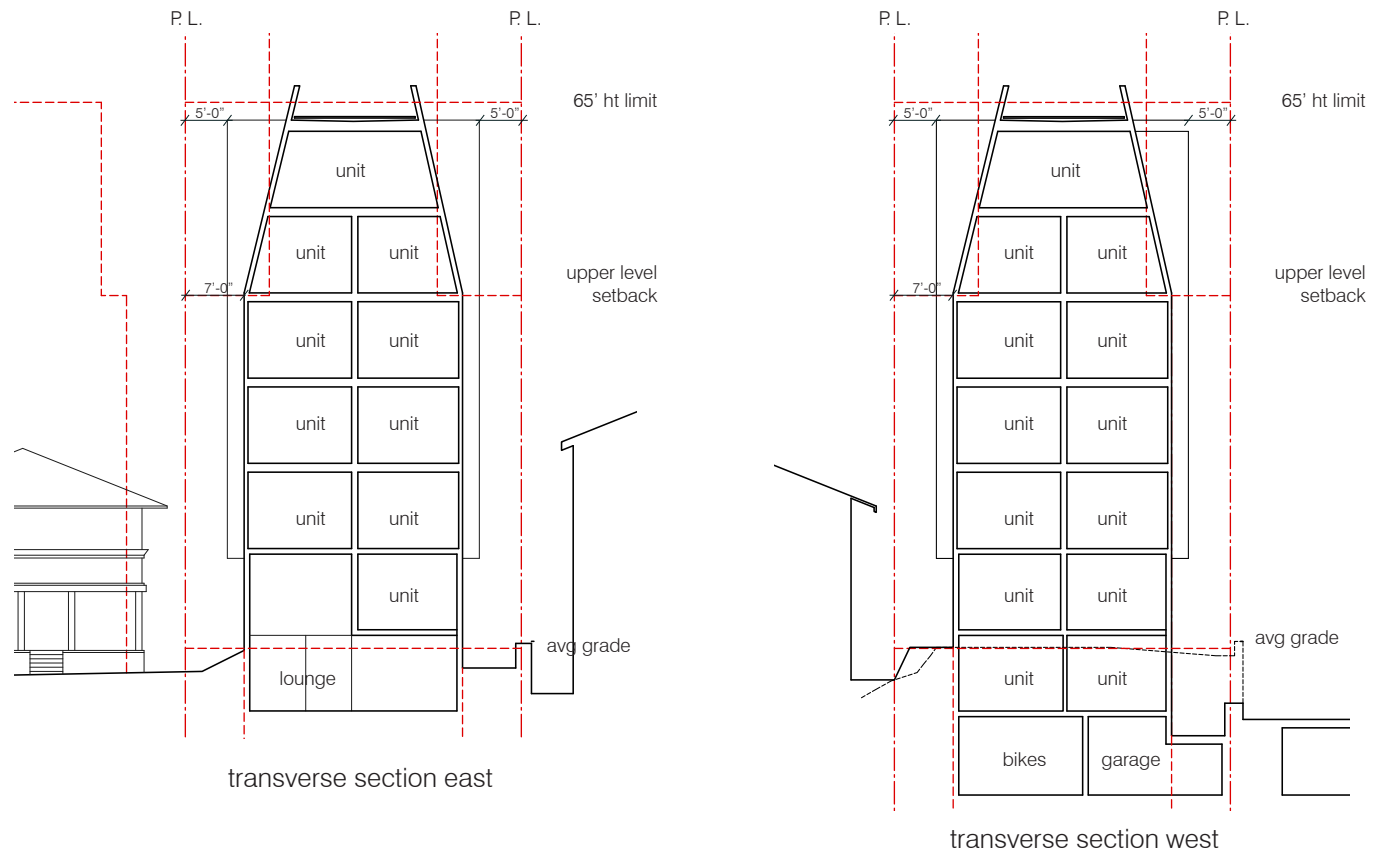 P. L.
P. L.
65' ht limit
5'-0"
5'-0"
unit
unit
unit
upper level
setback
7'-0"
unit
unit
unit
unit
unit
unit
unit
avg grade
lounge
transverse section east
P. L.
P. L.
65' ht limit
5'-0"
5'-0"
unit
unit
unit
upper level
setback
7'-0"
unit
unit
unit
unit
unit
unit
unit
unit
avg grade
unit
unit
bikes
garage
transverse section west